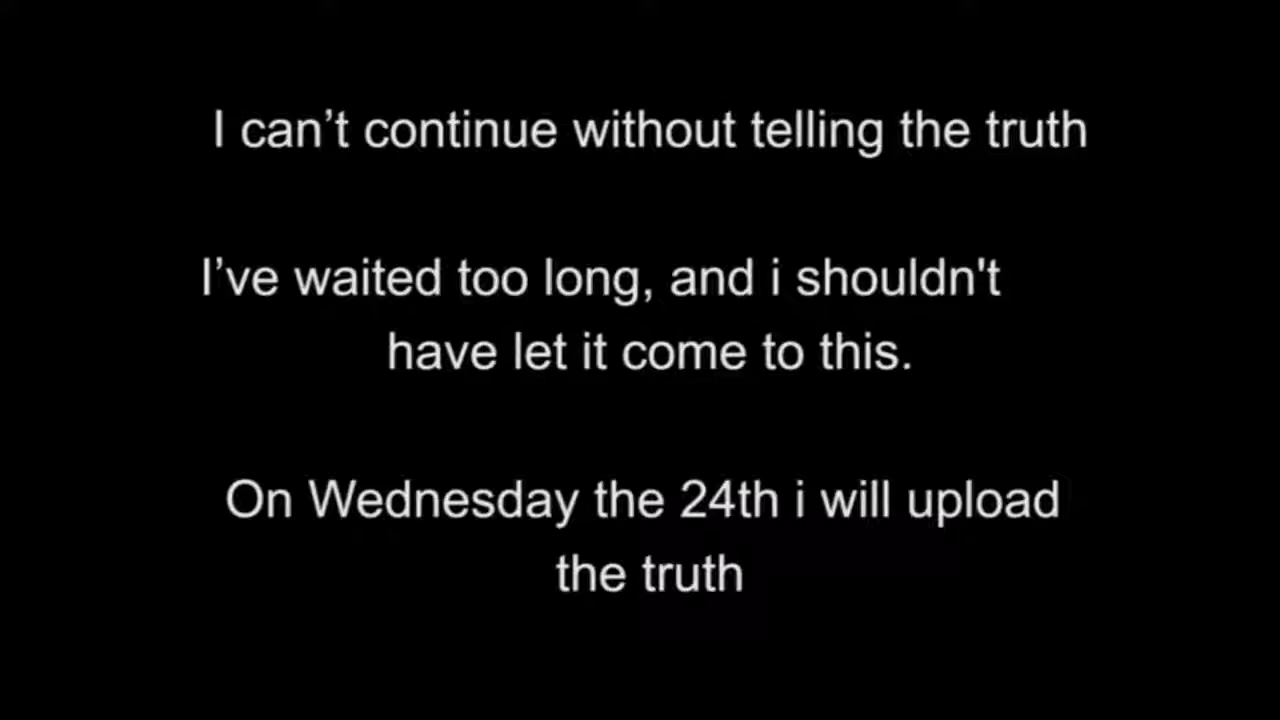 I can’t continue without telling the truth
I’ve waited too long, and i shouldn't
have let it come to this.
On Wednesday the 24th i will upload
the truth